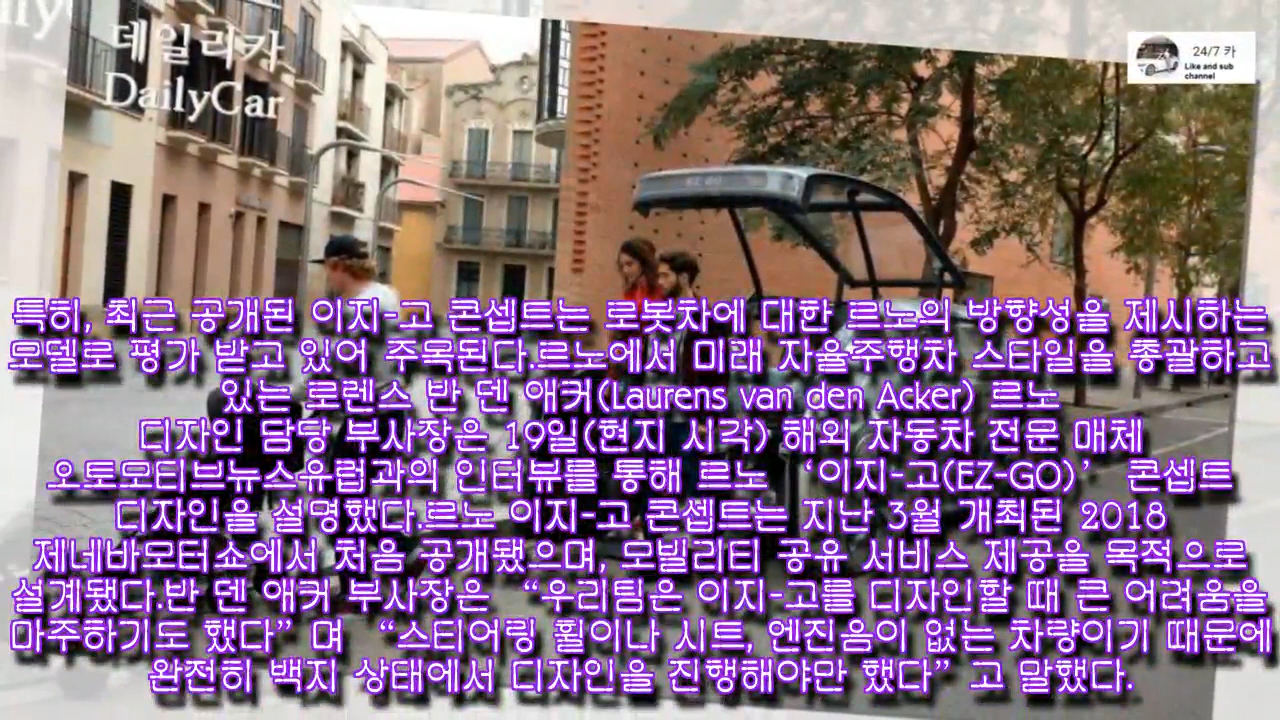 데일리카
DailyCar
24/7 카
Like and sub
channel
EZ-GO
특히, 최근 공개된 이지-고 콘셉트는 로봇차에 대한 르노의 방향성을 제시하는
모델로 평가 받고 있어 주목된다.르노에서 미래 자율주행차 스타일을 총괄하고
있는 로렌스 반 덴 애커(Laurens van den Acker) 르노
디자인 담당 부사장은 19일(현지 시각) 해외 자동차 전문 매체
오토모티브뉴스유럽과의 인터뷰를 통해 르노 ‘이지-고(EZ-GO)’ 콘셉트
디자인을 설명했다.르노 이지-고 콘셉트는 지난 3월 개최된 2018
제네바모터쇼에서 처음 공개됐으며, 모빌리티 공유 서비스 제공을 목적으로
설계됐다.반 덴 애커 부사장은 “우리팀은 이지-고를 디자인할 때 큰 어려움을
마주하기도 했다”며 “스티어링 휠이나 시트, 엔진음이 없는 차량이기 때문에
완전히 백지 상태에서 디자인을 진행해야만 했다”고 말했다.